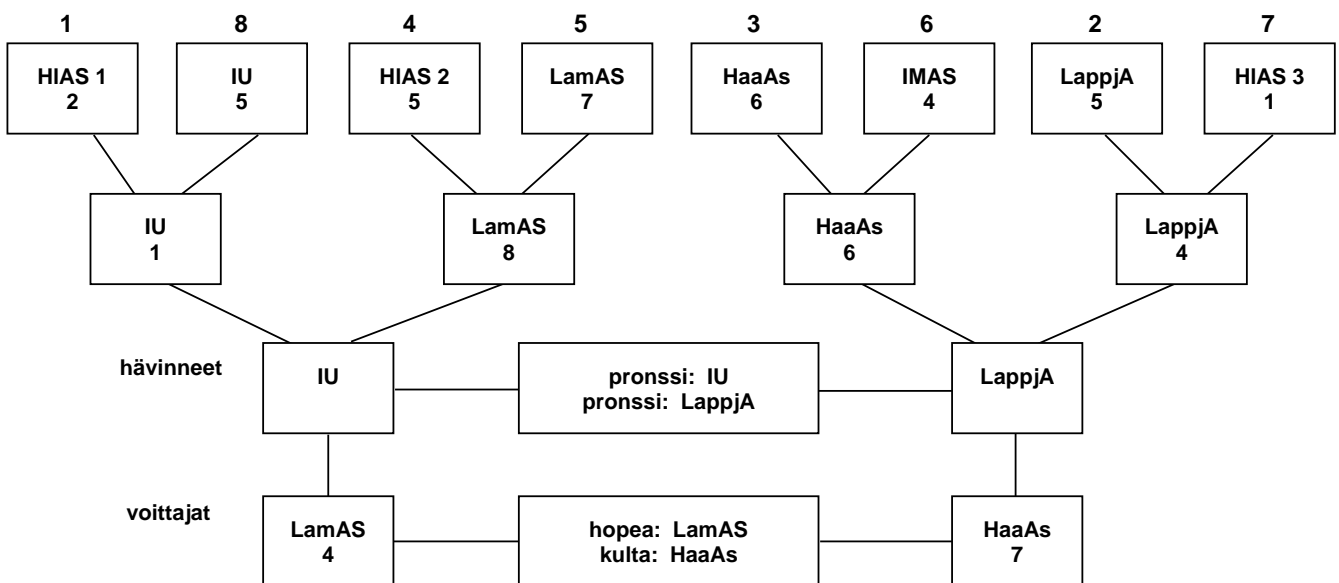 1 8 4 5 3 6 2 7
HIAS 1 IU HIAS 2 LamAS HaaAs IMAS LappjA HIAS 3
2 5 5 7 6 4 5 1
IU LamAS HaaAs LappjA
1 8 6 4
hävinneet IU pronssi: IU LappjA
pronssi: LappjA
voittajat LamAS hopea: LamAS HaaAs
4 kulta: HaaAs 7